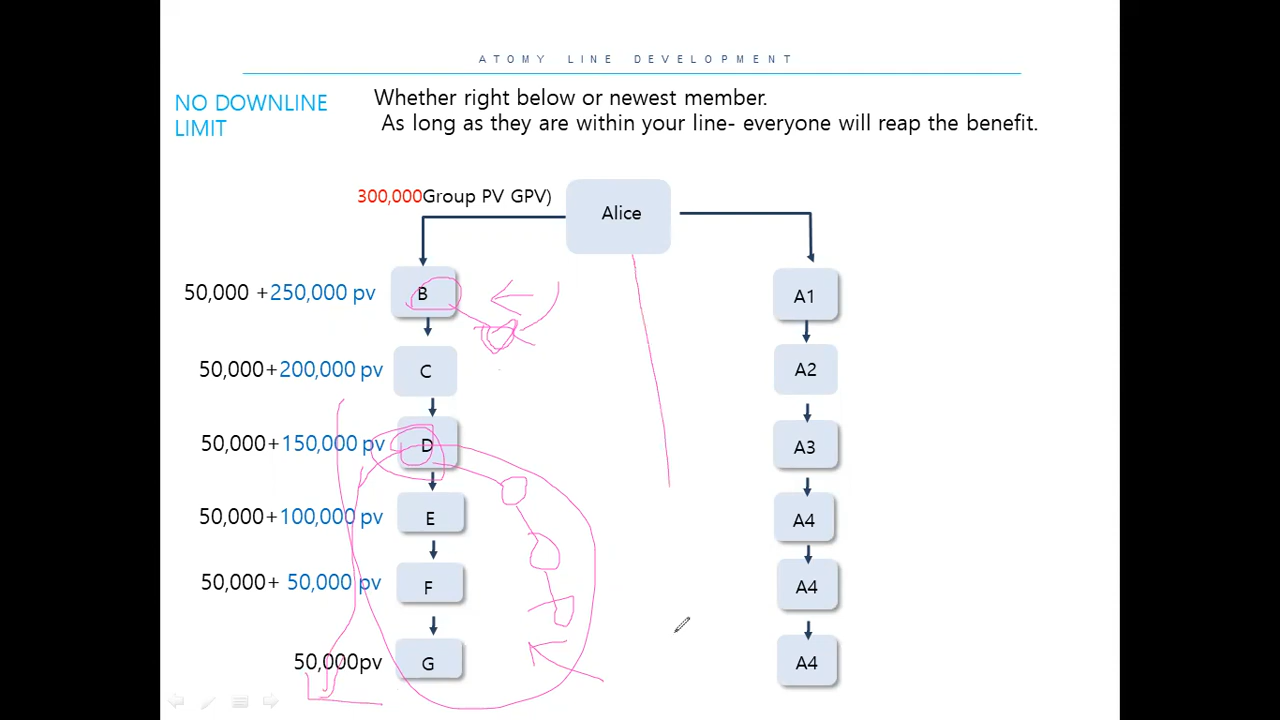 ATOMY LINE DEVELOPMENT
NO DOWNLINE
LIMIT
Whether right below or newest member.
As long as they are within your line- everyone will reap the benefit.
300,000Group PV GPV)
Alice
50,000 +250,000 pv
B
A1
50,000+200,000 pv
C
A2
50,000+150,000 pv
D
A3
50,000+100,000 pv
E
A4
50,000+ 50,000 pv
F
A4
50,000pv
G
A4